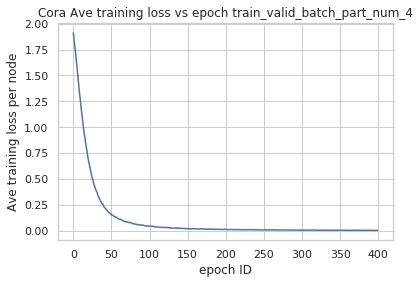 Cora Ave training loss vs epoch train_valid_batch_part_num_4
2.00
1.75
1.50
1.25
1.00
0.75
0.50
0.25
0.00
Ave training loss per node
0 50 100 150 200 250 300 350 400
epoch ID